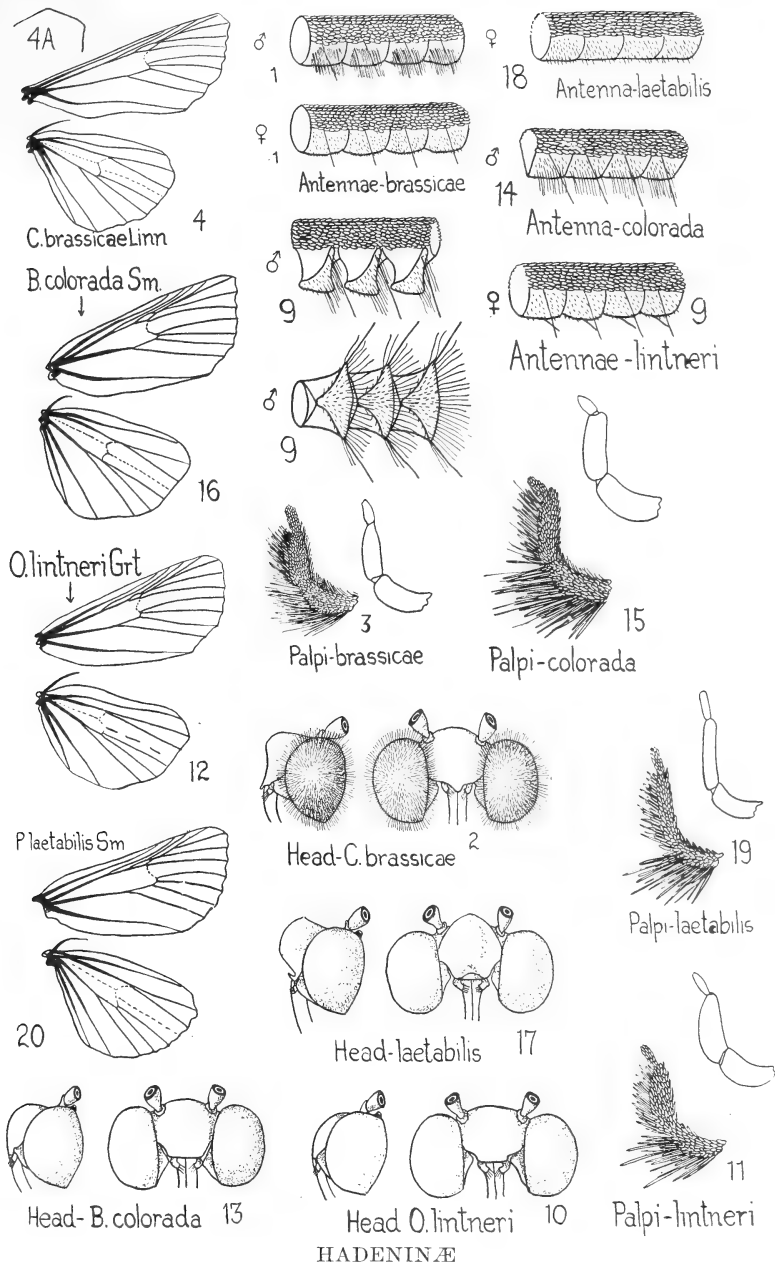 4A
♂
1
♀
18
Antenna-laetabilis
♀
1
Antennae-brassicae
♂
14
Antenna-colorada
4
C.brassicae Linn
B.colorada Sm.
♂
9
♀
9
Antennae-lintneri
♂
9
16
O.lintneri Grt
3
Palpi-brassicae
15
Palpi-colorada
12
2
Head-C.brassicae
19
Palpi-laetabilis
P laetabilis Sm
20
17
Head-laetabilis
13
Head-B.colorada
10
Head O.lintneri
11
Palpi-lintneri
HADENINÆ